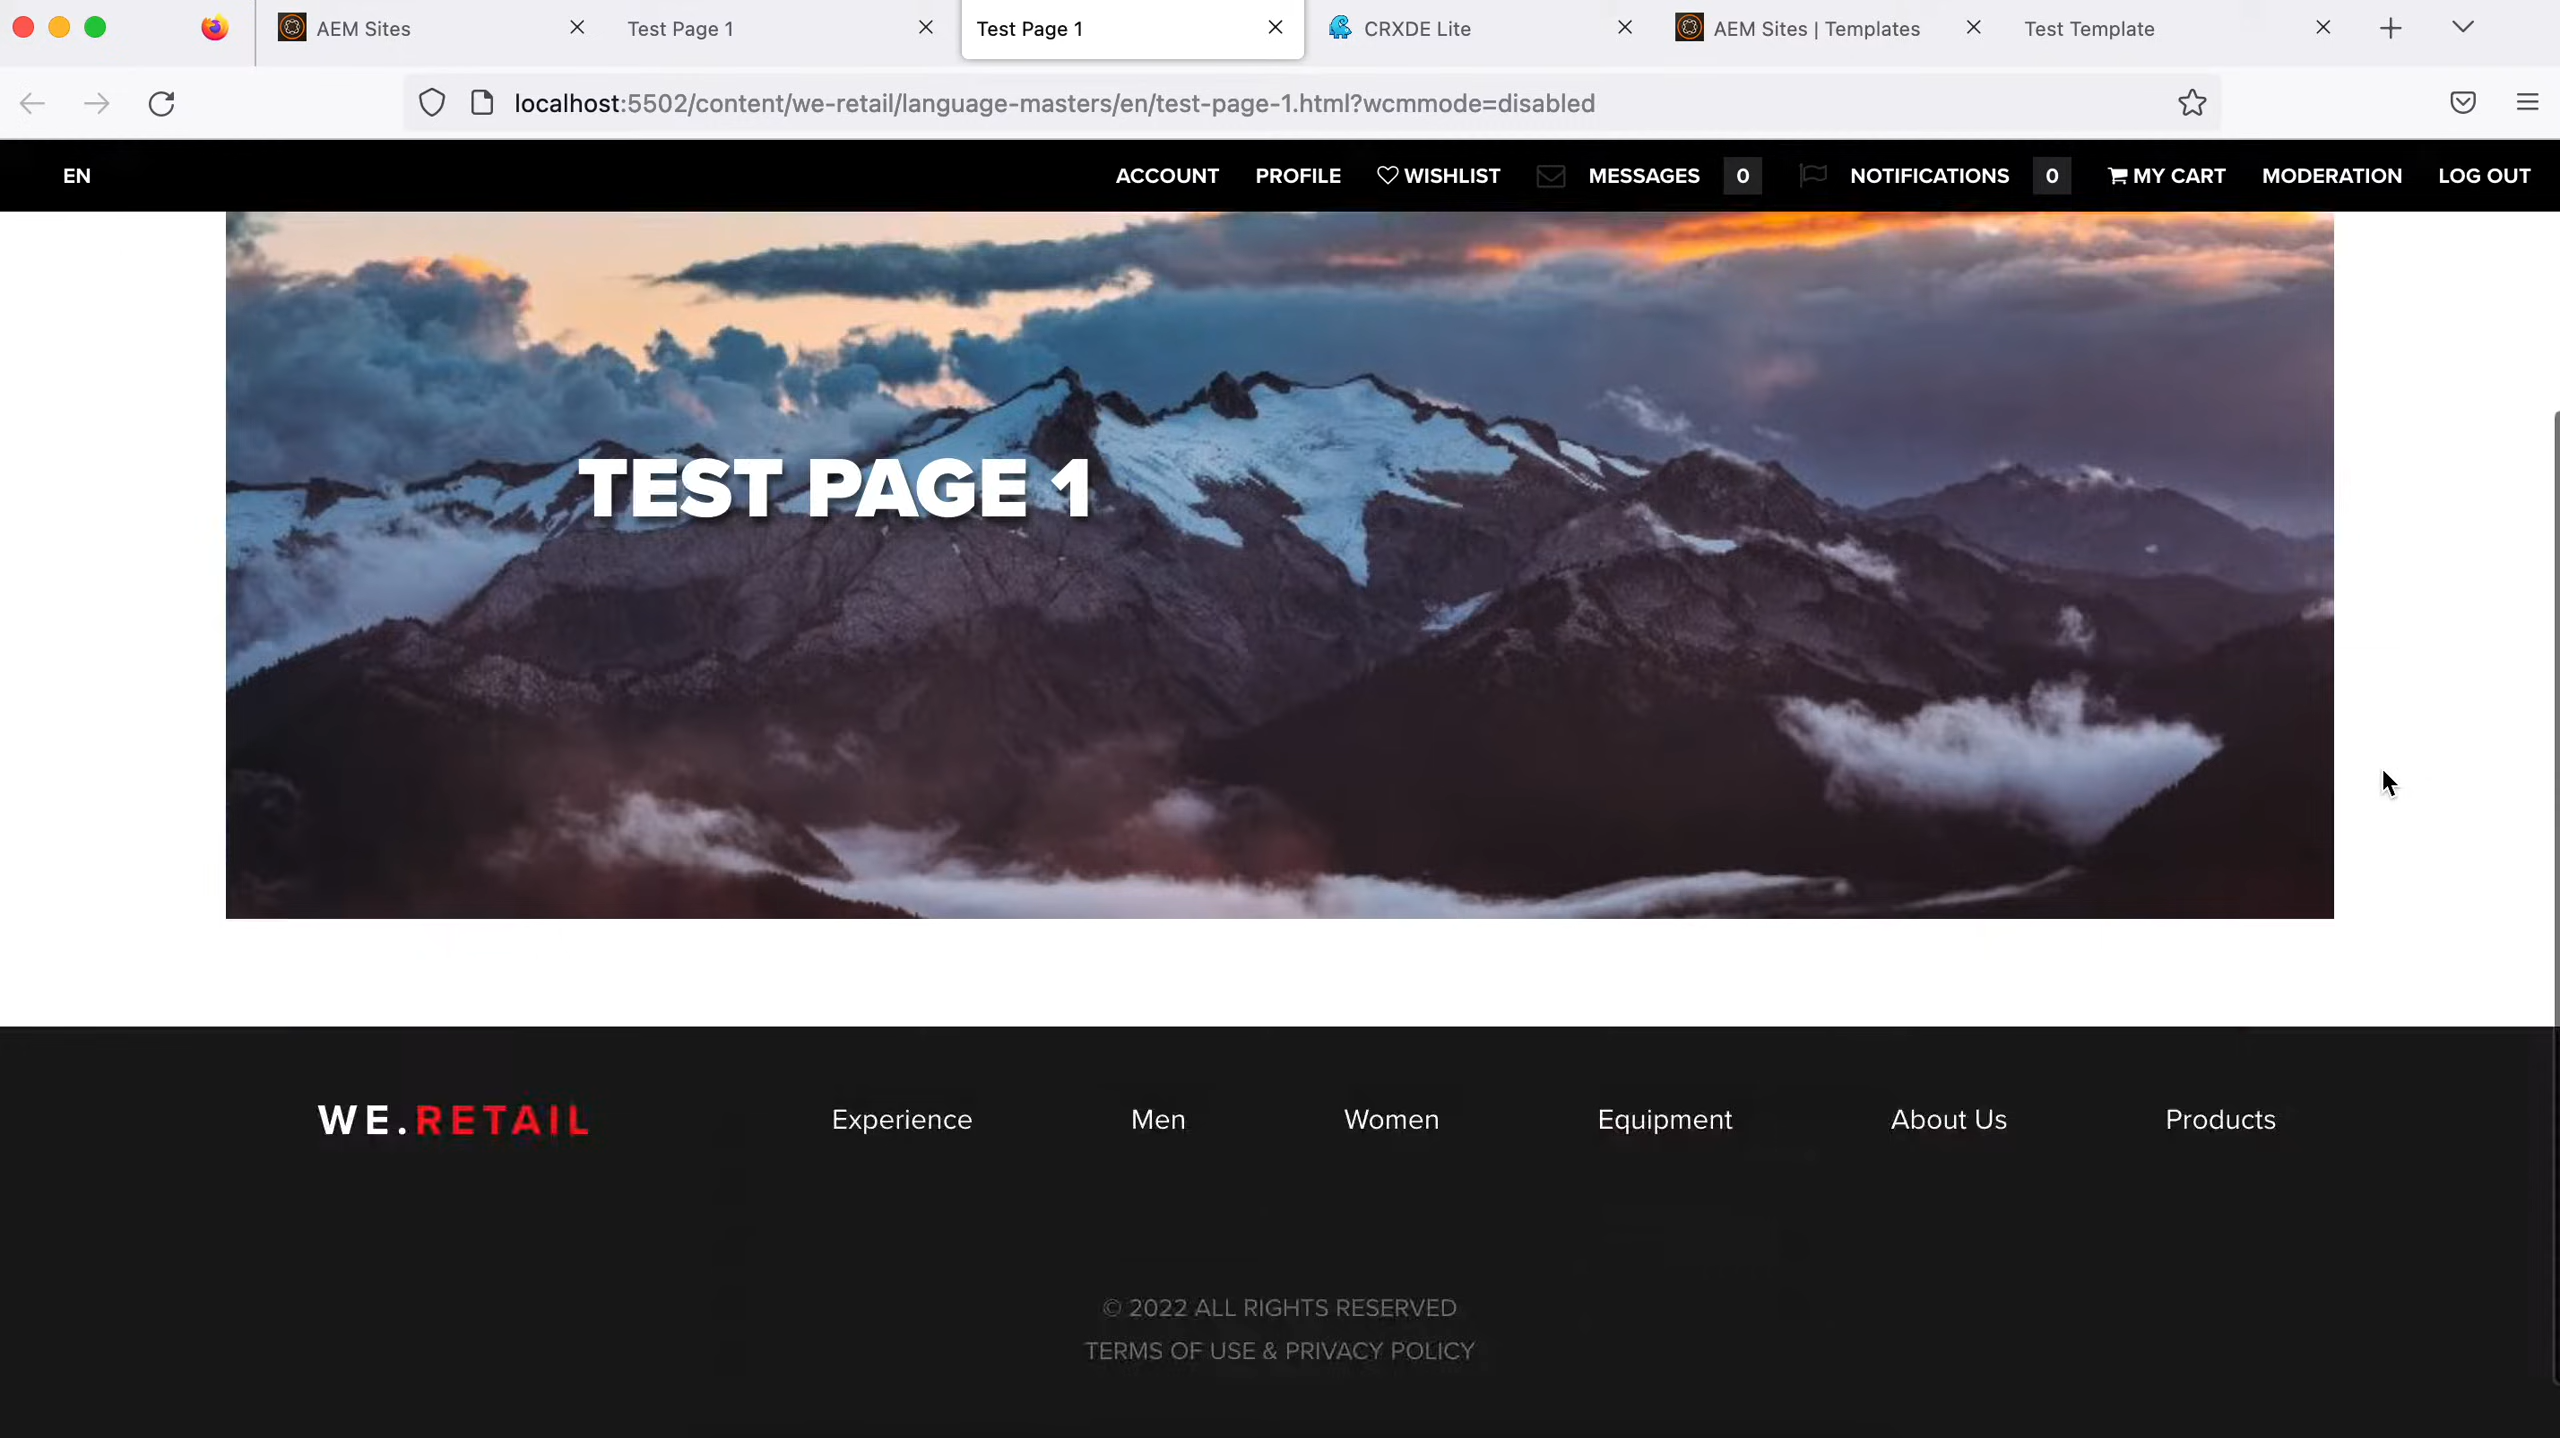 AEM Sites
Test Page 1
Test Page 1
CRXDE Lite
AEM Sites | Templates
Test Template
localhost:5502/content/we-retail/language-masters/en/test-page-1.html?wcmmode=disabled
EN
ACCOUNT PROFILE WISHLIST MESSAGES 0 NOTIFICATIONS 0 MY CART MODERATION LOG OUT
TEST PAGE 1
WE.RETAIL
Experience Men Women Equipment About Us Products
© 2022 ALL RIGHTS RESERVED
TERMS OF USE & PRIVACY POLICY